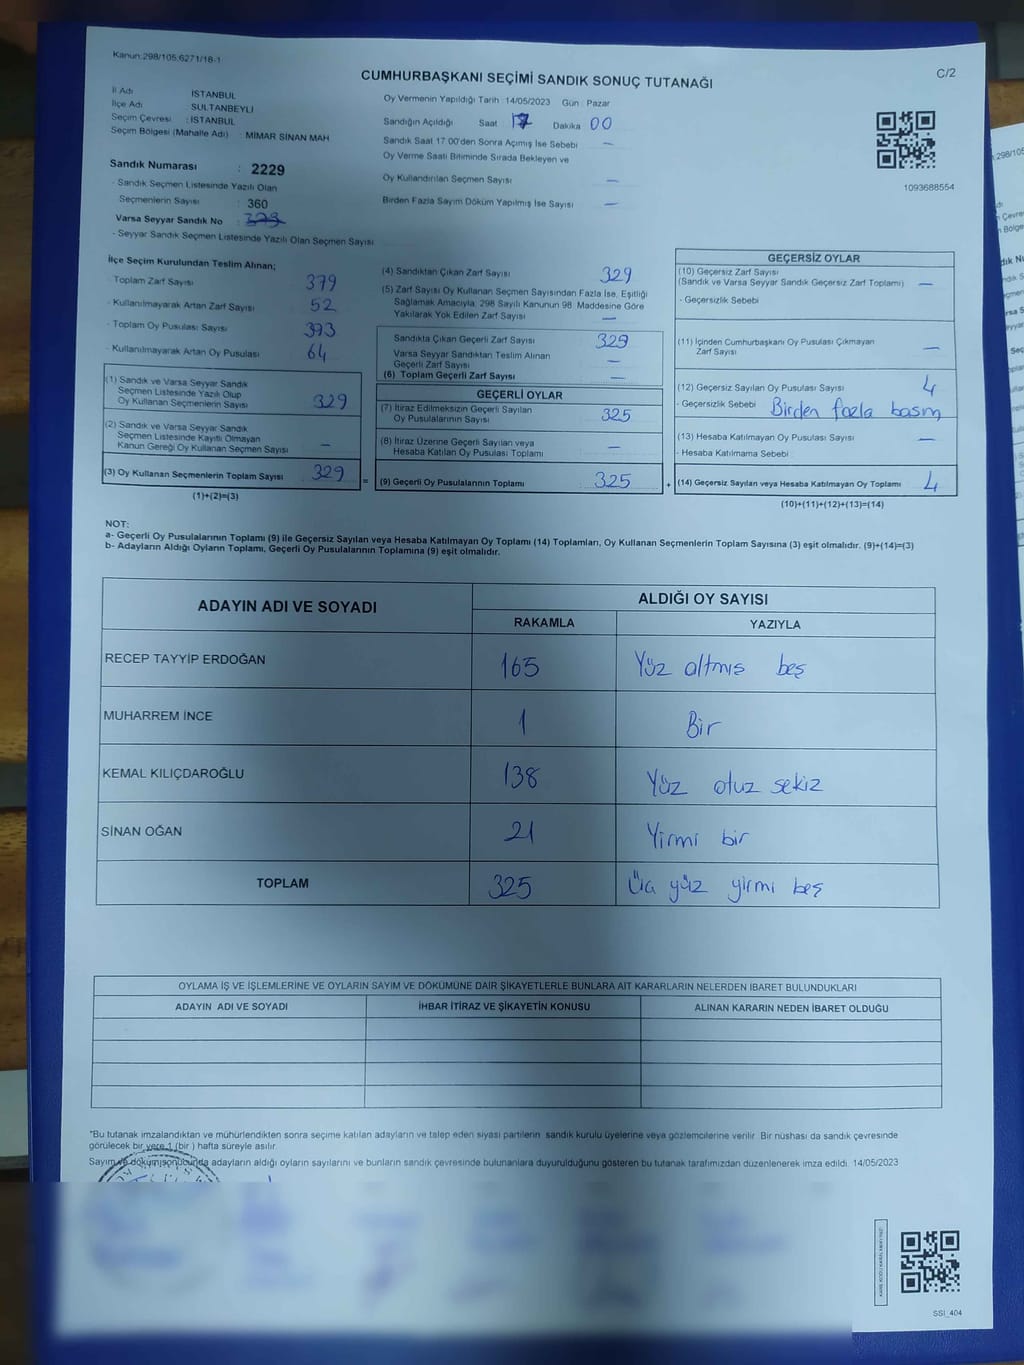 Kanun:298/105,6271/18-1
C/2
CUMHURBAŞKANI SEÇİMİ SANDIK SONUÇ TUTANAĞI
İl Adı İSTANBUL
İlçe Adı SULTANBEYLİ
Seçim Çevresi : İSTANBUL
Seçim Bölgesi (Mahalle Adı) : MİMAR SİNAN MAH
Sandık Numarası : 2229
- Sandık Seçmen Listesinde Yazılı Olan
Seçmenlerin Sayısı : 360
Varsa Seyyar Sandık No :
- Seyyar Sandık Seçmen Listesinde Yazılı Olan Seçmen Sayısı
Oy Vermenin Yapıldığı Tarih : 14/05/2023 Gün : Pazar
Sandığın Açıldığı Saat 17 Dakika 00
Sandık Saat 17.00'den Sonra Açımış İse Sebebi —
Oy Verme Saati Bitiminde Sırada Bekleyen ve
Oy Kullandırılan Seçmen Sayısı —
Birden Fazla Sayım Döküm Yapılmış İse Sayısı —
1093688554
İlçe Seçim Kurulundan Teslim Alınan;
- Toplam Zarf Sayısı 379
- Kullanılmayarak Artan Zarf Sayısı 52
- Toplam Oy Pusulası Sayısı 393
- Kullanılmayarak Artan Oy Pusulası 64
(1) Sandık ve Varsa Seyyar Sandık
Seçmen Listesinde Yazılı Olup
Oy Kullanan Seçmenlerin Sayısı 329
(2) Sandık ve Varsa Seyyar Sandık
Seçmen Listesinde Kayıtlı Olmayan
Kanun Gereği Oy Kullanan Seçmen Sayısı —
(3) Oy Kullanan Seçmenlerin Toplam Sayısı 329 =
(1)+(2)=(3)
(4) Sandıktan Çıkan Zarf Sayısı 329
(5) Zarf Sayısı Oy Kullanan Seçmen Sayısından Fazla İse, Eşitliği
Sağlamak Amacıyla, 298 Sayılı Kanunun 98. Maddesine Göre
Yakılarak Yok Edilen Zarf Sayısı —
Sandıkta Çıkan Geçerli Zarf Sayısı 329
Varsa Seyyar Sandıktan Teslim Alınan
Geçerli Zarf Sayısı —
(6) Toplam Geçerli Zarf Sayısı —
GEÇERLİ OYLAR
(7) İtiraz Edilmeksizin Geçerli Sayılan
Oy Pusulalarının Sayısı 325
(8) İtiraz Üzerine Geçerli Sayılan veya
Hesaba Katılan Oy Pusulası Toplamı —
(9) Geçerli Oy Pusulalarının Toplamı 325 +
GEÇERSİZ OYLAR
(10) Geçersiz Zarf Sayısı
(Sandık ve Varsa Seyyar Sandık Geçersiz Zarf Toplamı) —
- Geçersizlik Sebebi
(11) İçinden Cumhurbaşkanı Oy Pusulası Çıkmayan
Zarf Sayısı —
(12) Geçersiz Sayılan Oy Pusulası Sayısı 4
- Geçersizlik Sebebi Birden fazla basım
(13) Hesaba Katılmayan Oy Pusulası Sayısı —
- Hesaba Katılmama Sebebi
(14) Geçersiz Sayılan veya Hesaba Katılmayan Oy Toplamı 4
(10)+(11)+(12)+(13)=(14)
NOT:
a- Geçerli Oy Pusulalarının Toplamı (9) ile Geçersiz Sayılan veya Hesaba Katılmayan Oy Toplamı (14) Toplamları, Oy Kullanan Seçmenlerin Toplam Sayısına (3) eşit olmalıdır. (9)+(14)=(3)
b- Adayların Aldığı Oyların Toplamı, Geçerli Oy Pusulalarının Toplamına (9) eşit olmalıdır.
ADAYIN ADI VE SOYADI
ALDIĞI OY SAYISI
RAKAMLA YAZIYLA
RECEP TAYYİP ERDOĞAN 165 Yüz altmış beş
MUHARREM İNCE 1 Bir
KEMAL KILIÇDAROĞLU 138 Yüz otuz sekiz
SİNAN OĞAN 21 Yirmi bir
TOPLAM 325 Üç yüz yirmi beş
OYLAMA İŞ VE İŞLEMLERİNE VE OYLARIN SAYIM VE DÖKÜMÜNE DAİR ŞİKAYETLERLE BUNLARA AİT KARARLARIN NELERDEN İBARET BULUNDUKLARI
ADAYIN ADI VE SOYADI İHBAR İTİRAZ VE ŞİKAYETİN KONUSU ALINAN KARARIN NEDEN İBARET OLDUĞU
*Bu tutanak imzalandıktan ve mühürlendikten sonra seçime katılan adayların ve talep eden siyasi partilerin sandık kurulu üyelerine veya gözlemcilerine verilir. Bir nüshası da sandık çevresinde
görülecek bir yere 1 (bir ) hafta süreyle asılır.
Sayım ve döküm sonucunda adayların aldığı oyların sayılarını ve bunların sandık çevresinde bulunanlara duyurulduğunu gösteren bu tutanak tarafımızdan düzenlenerek imza edildi. 14/05/2023
SSI_404